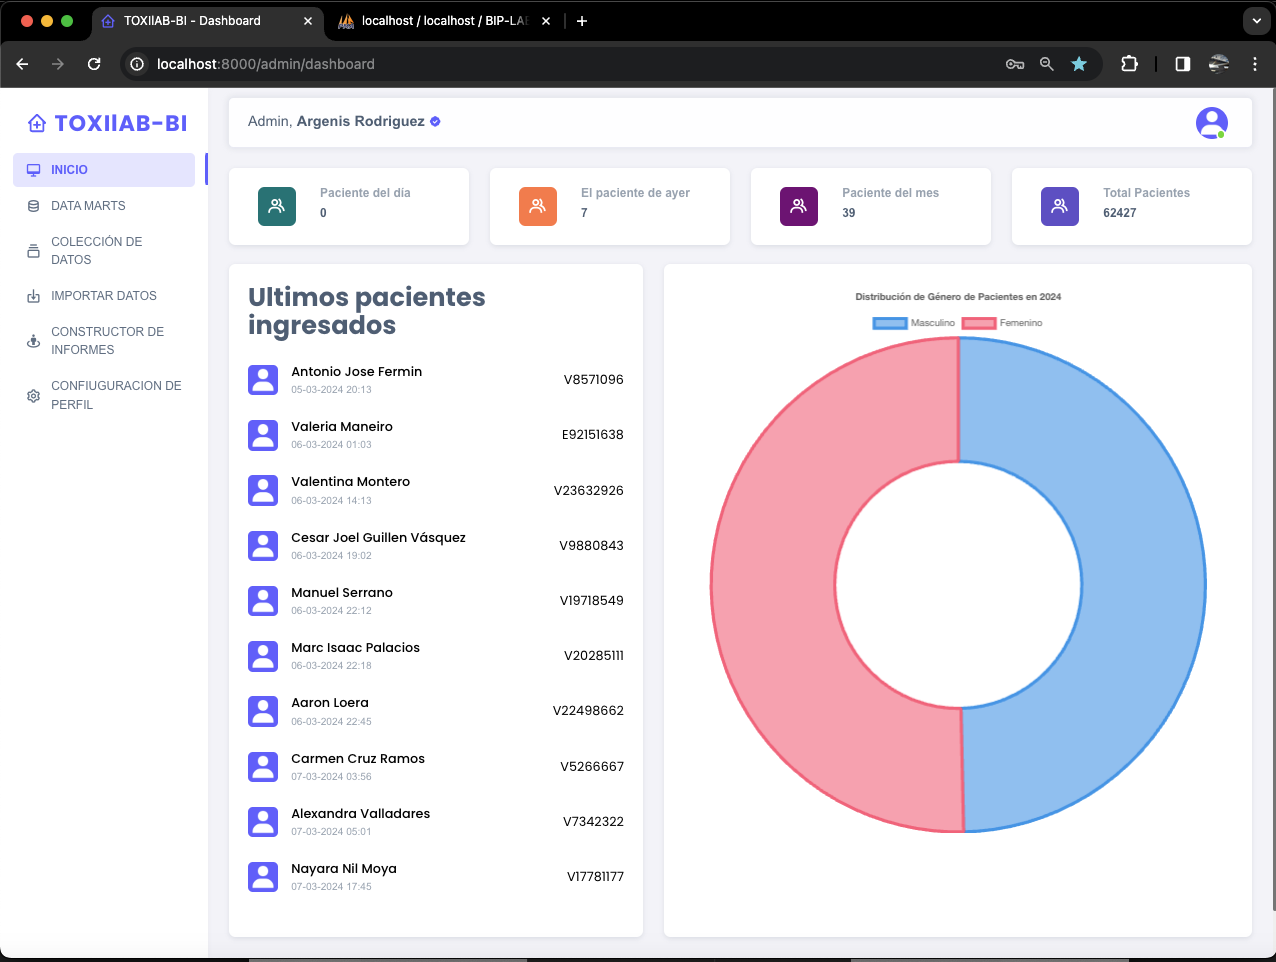 TOXIIAB-BI - Dashboard
localhost / localhost / BIP-LAB
localhost:8000/admin/dashboard
TOXIIAB-BI
INICIO
DATA MARTS
COLECCIÓN DE
DATOS
IMPORTAR DATOS
CONSTRUCTOR DE
INFORMES
CONFIUGURACION DE
PERFIL
Admin, Argenis Rodriguez
Paciente del día
0
El paciente de ayer
7
Paciente del mes
39
Total Pacientes
62427
Ultimos pacientes
ingresados
Antonio Jose Fermin
05-03-2024 20:13
V8571096
Valeria Maneiro
06-03-2024 01:03
E92151638
Valentina Montero
06-03-2024 14:13
V23632926
Cesar Joel Guillen Vásquez
06-03-2024 19:02
V9880843
Manuel Serrano
06-03-2024 22:12
V19718549
Marc Isaac Palacios
06-03-2024 22:18
V20285111
Aaron Loera
06-03-2024 22:45
V22498662
Carmen Cruz Ramos
07-03-2024 03:56
V5266667
Alexandra Valladares
07-03-2024 05:01
V7342322
Nayara Nil Moya
07-03-2024 17:45
V17781177
Distribución de Género de Pacientes en 2024
Masculino Femenino